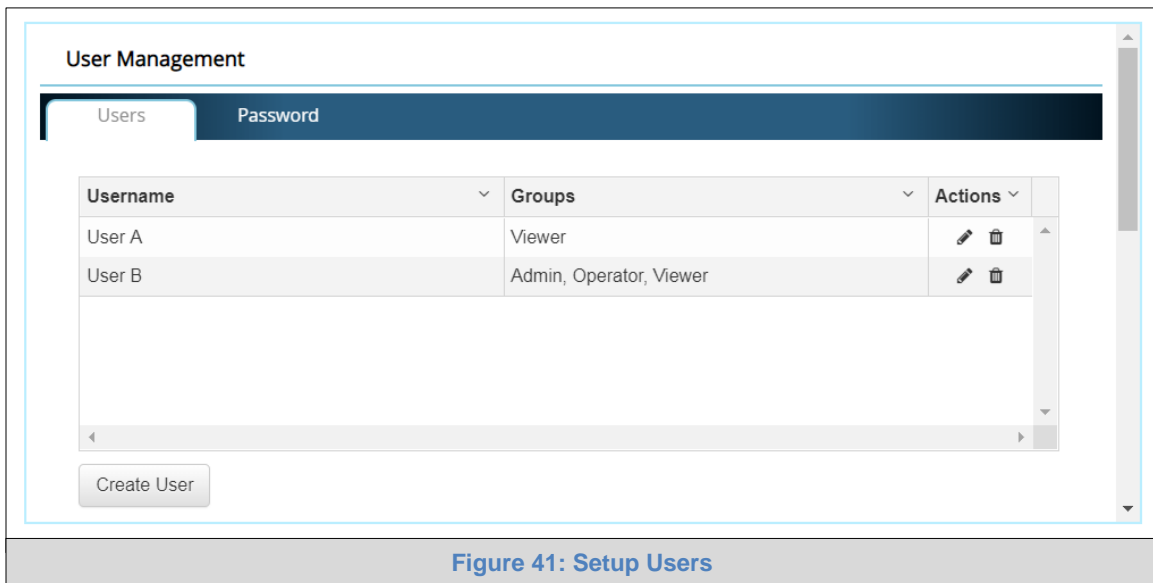 User Management
Users Password
Username Groups Actions
User A Viewer
User B Admin, Operator, Viewer
Create User
Figure 41: Setup Users